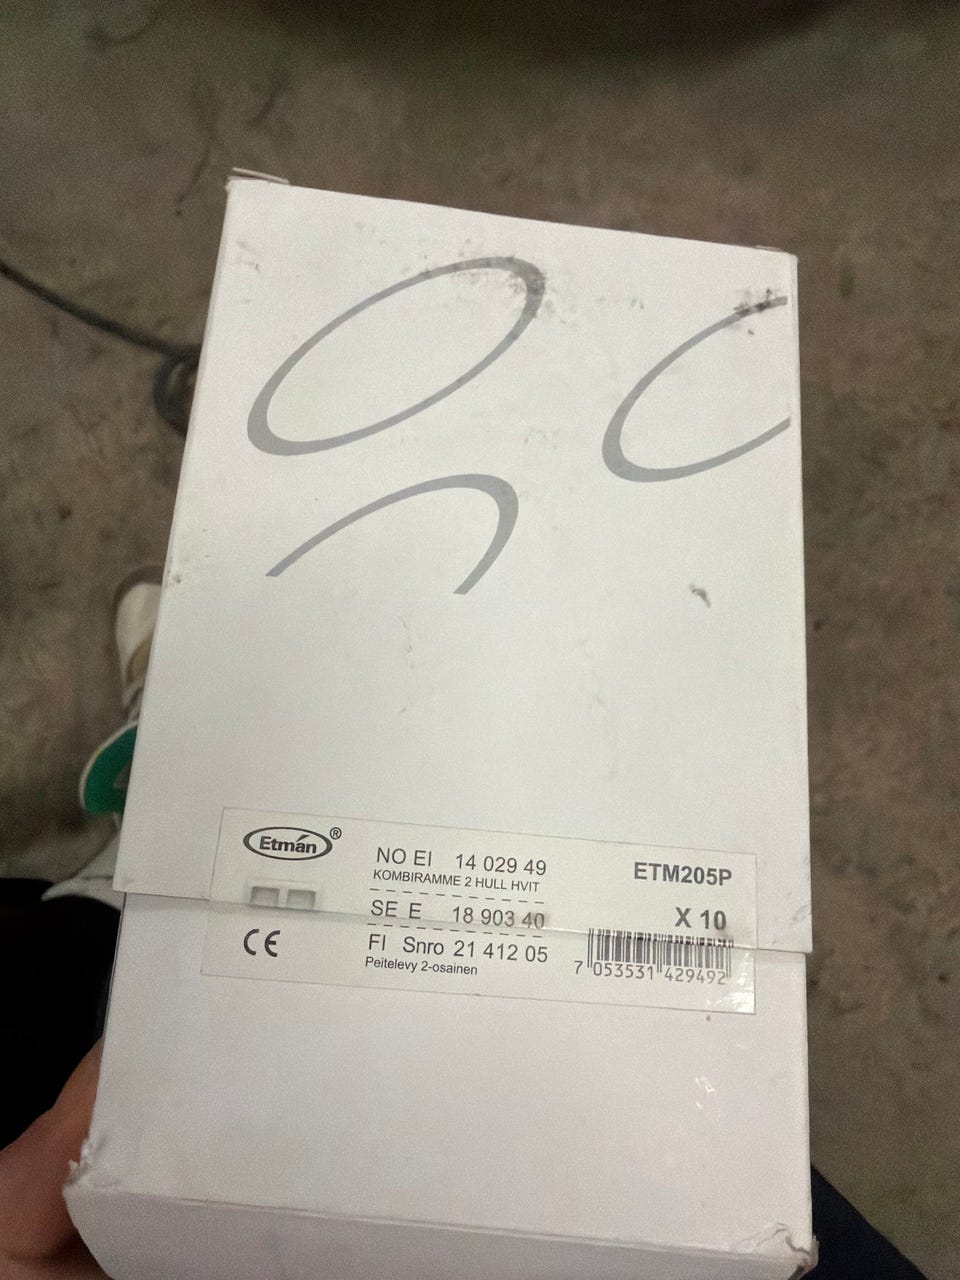 Etmán®
NO El 14 029 49
KOMBIRAMME 2 HULL HVIT
SE E 18 903 40
FI Snro 21 412 05
Peitelevy 2-osainen
CE
ETM205P
X 10
7 053531 429492